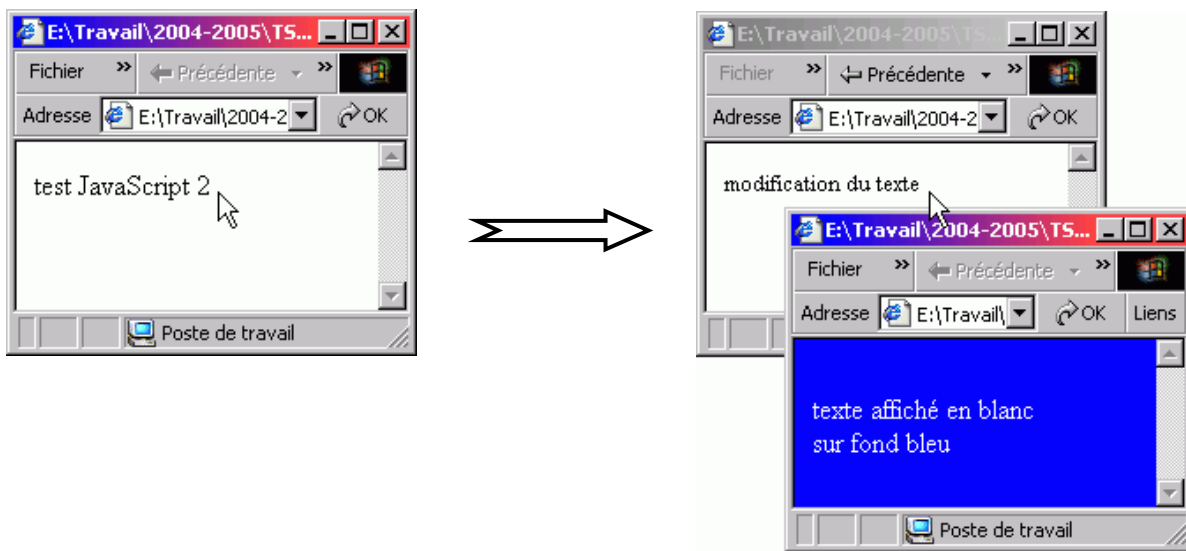 E:\Travail\2004-2005\TS...
Fichier » Précédente »
Adresse E:\Travail\2004-2 OK
test JavaScript 2
Poste de travail
E:\Travail\2004-2005\TS...
Fichier » Précédente »
Adresse E:\Travail\2004-2 OK
modification du texte
E:\Travail\2004-2005\TS...
Fichier » Précédente »
Adresse E:\Travail\ OK Liens
texte affiché en blanc
sur fond bleu
Poste de travail